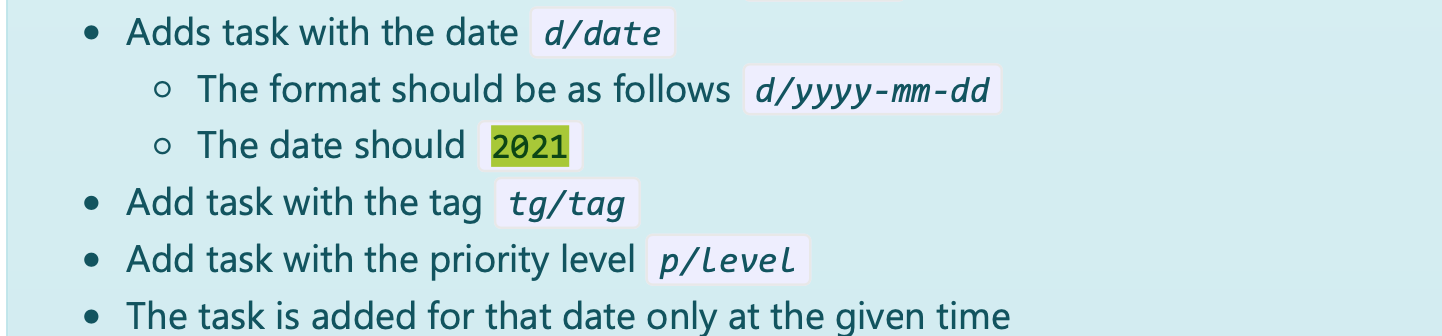 Adds task with the date d/date
The format should be as follows d/yyyy-mm-dd
The date should 2021
Add task with the tag tg/tag
Add task with the priority level p/level
The task is added for that date only at the given time